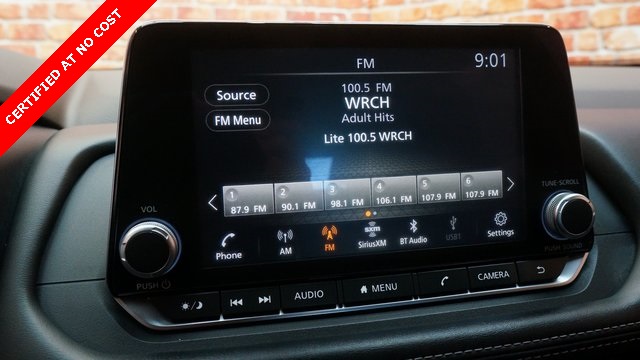 CERTIFIED AT NO COST
FM 9:01
Source
FM Menu
100.5 FM
WRCH
Adult Hits
Lite 100.5 WRCH
1 2 3 4 5 6
87.9 FM 90.1 FM 98.1 FM 106.1 FM 107.9 FM 107.9 FM
Phone AM FM SiriusXM BT Audio USB1 Settings
sxm
VOL
PUSH
TUNE·SCROLL
PUSH SOUND
AUDIO MENU CAMERA